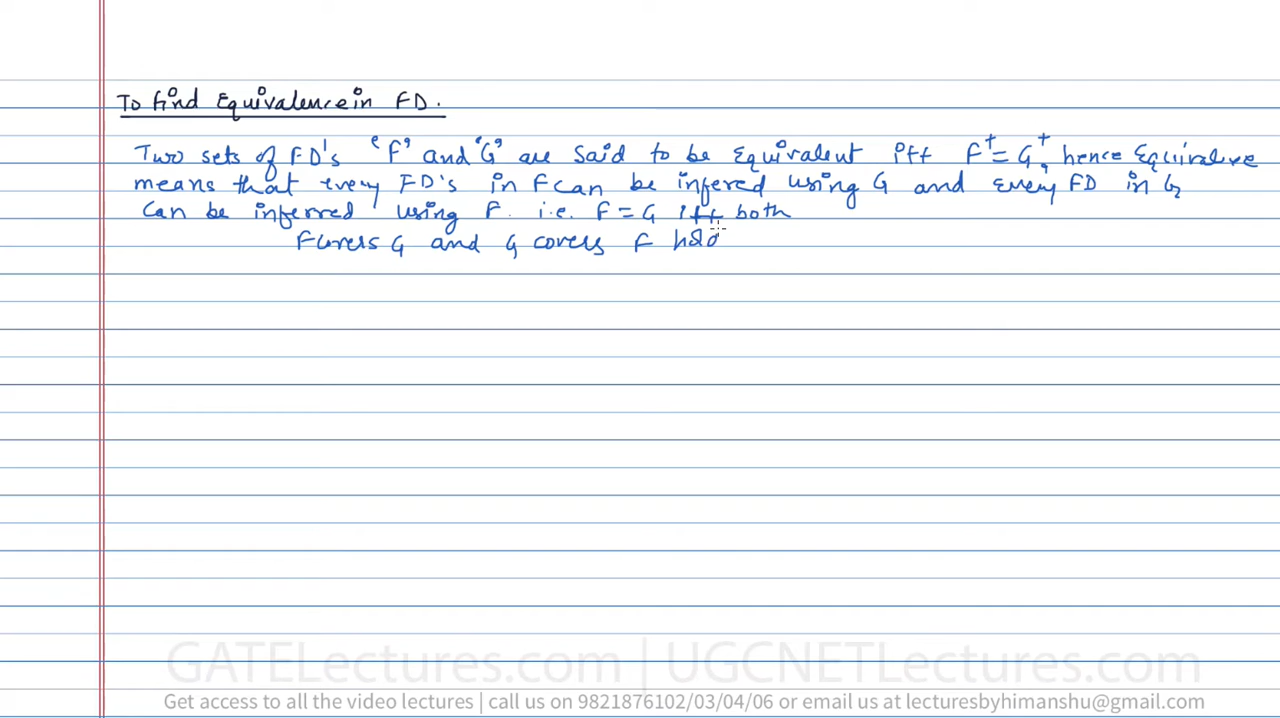 To find Equivalence in FD.
Two sets of FD's 'F' and 'G' are said to be Equivalent iff F⁺ = G⁺, hence Equivalence
means that every FD's in F can be infered using G and every FD in G
can be inferred using F. i.e. F = G iff both
F covers G and G covers F hold
GATELectures.com | UGCNETLectures.com
Get access to all the video lectures | call us on 9821876102/03/04/06 or email us at lecturesbyhimanshu@gmail.com